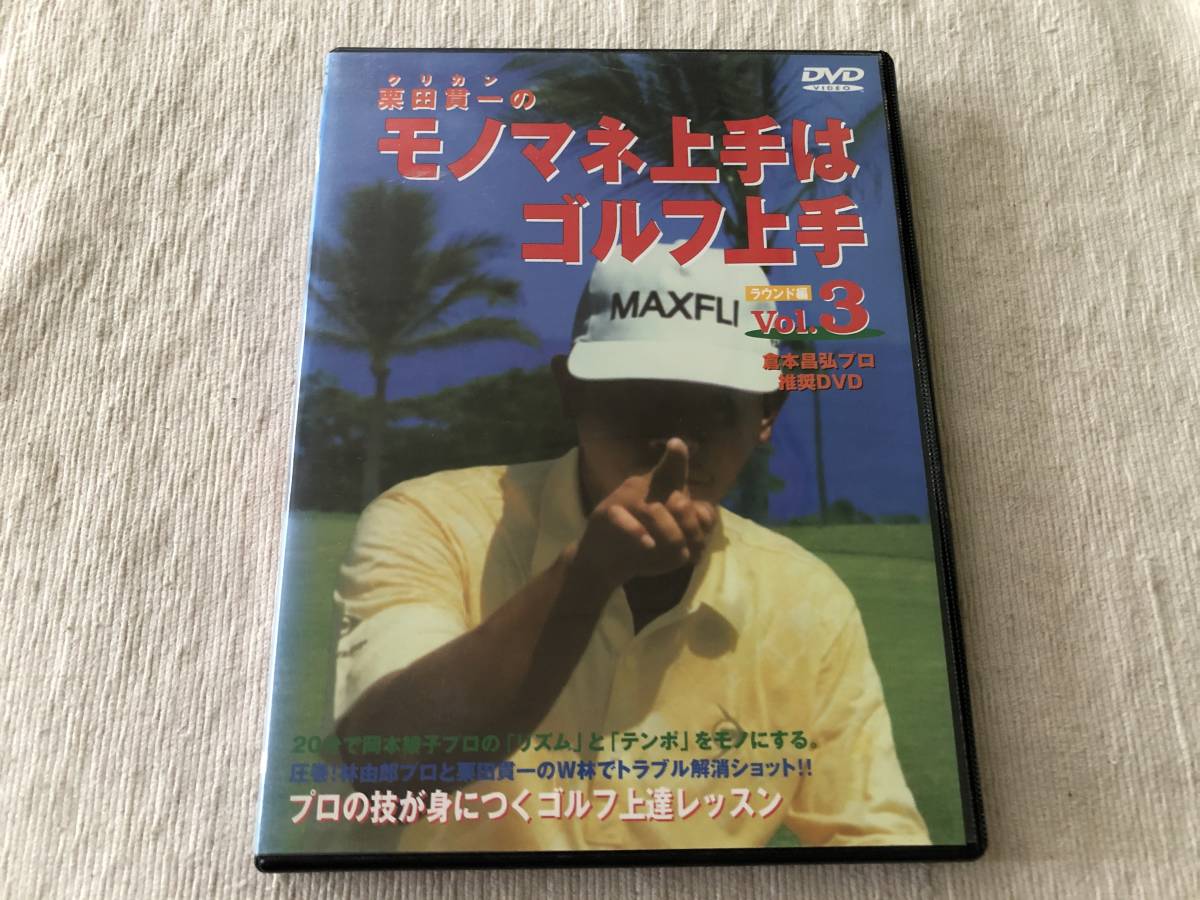 DVD
VIDEO
クリカン
栗田貫一の
モノマネ上手は
ゴルフ上手
MAXFLI
ラウンド編
Vol.3
倉本昌弘プロ
推奨DVD
20分で岡本綾子プロの「リズム」と「テンポ」をモノにする。
圧巻!林由郎プロと栗田貫一のW林でトラブル解消ショット!!
プロの技が身につくゴルフ上達レッスン